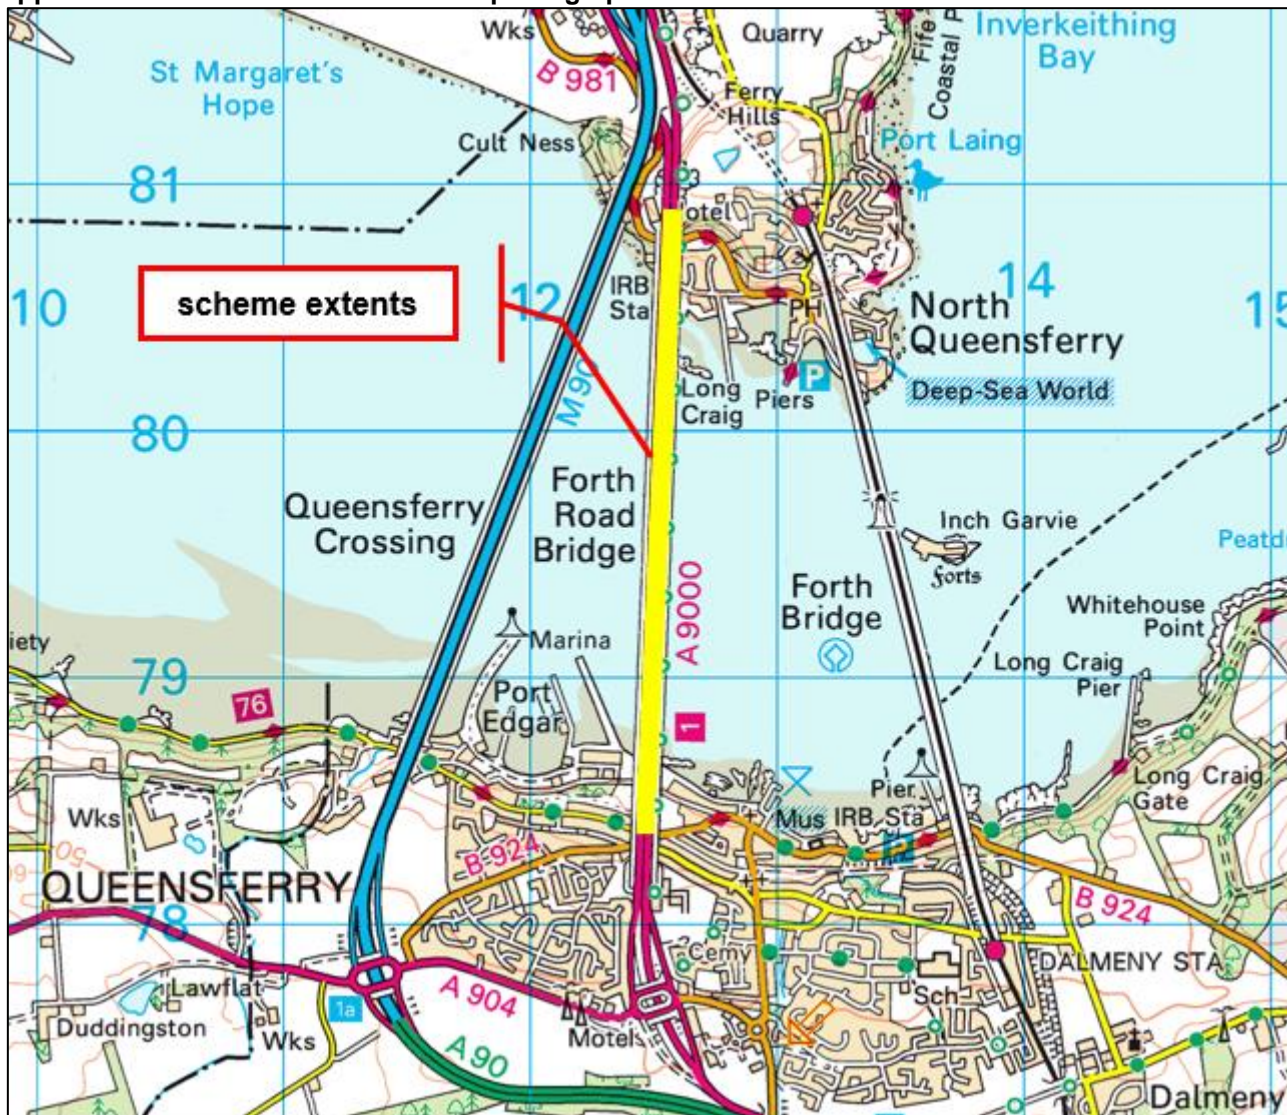 Wks
Quarry
Inverkeithing
Bay
St Margaret's
Hope
B 981
Fife
Coastal P
Ferry
Hills
Cult Ness
Port Laing
81
otel
scheme extents
10
12
14
15
IRB
Sta
PH
North
Queensferry
M 90
Long
Craig
Piers
P
Deep-Sea World
80
Queensferry
Crossing
Forth
Road
Bridge
Inch Garvie
forts
A 9000
Forth
Bridge
Whitehouse
Point
iety
Marina
79
Long Craig
Pier
76
Port
Edgar
1
Long Craig
Gate
Wks
Pier
Mus
IRB Sta
50
B 924
QUEENSFERRY
78
B 924
Cemy
DALMENY STA
Lawflat
A 904
Sch
1a
Duddingston
Wks
Motels
A 90
Dalmeny